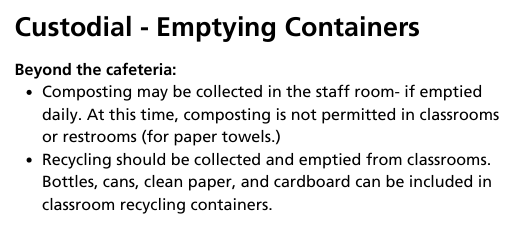 Custodial - Emptying Containers
Beyond the cafeteria:
• Composting may be collected in the staff room- if emptied
daily. At this time, composting is not permitted in classrooms
or restrooms (for paper towels.)
• Recycling should be collected and emptied from classrooms.
Bottles, cans, clean paper, and cardboard can be included in
classroom recycling containers.